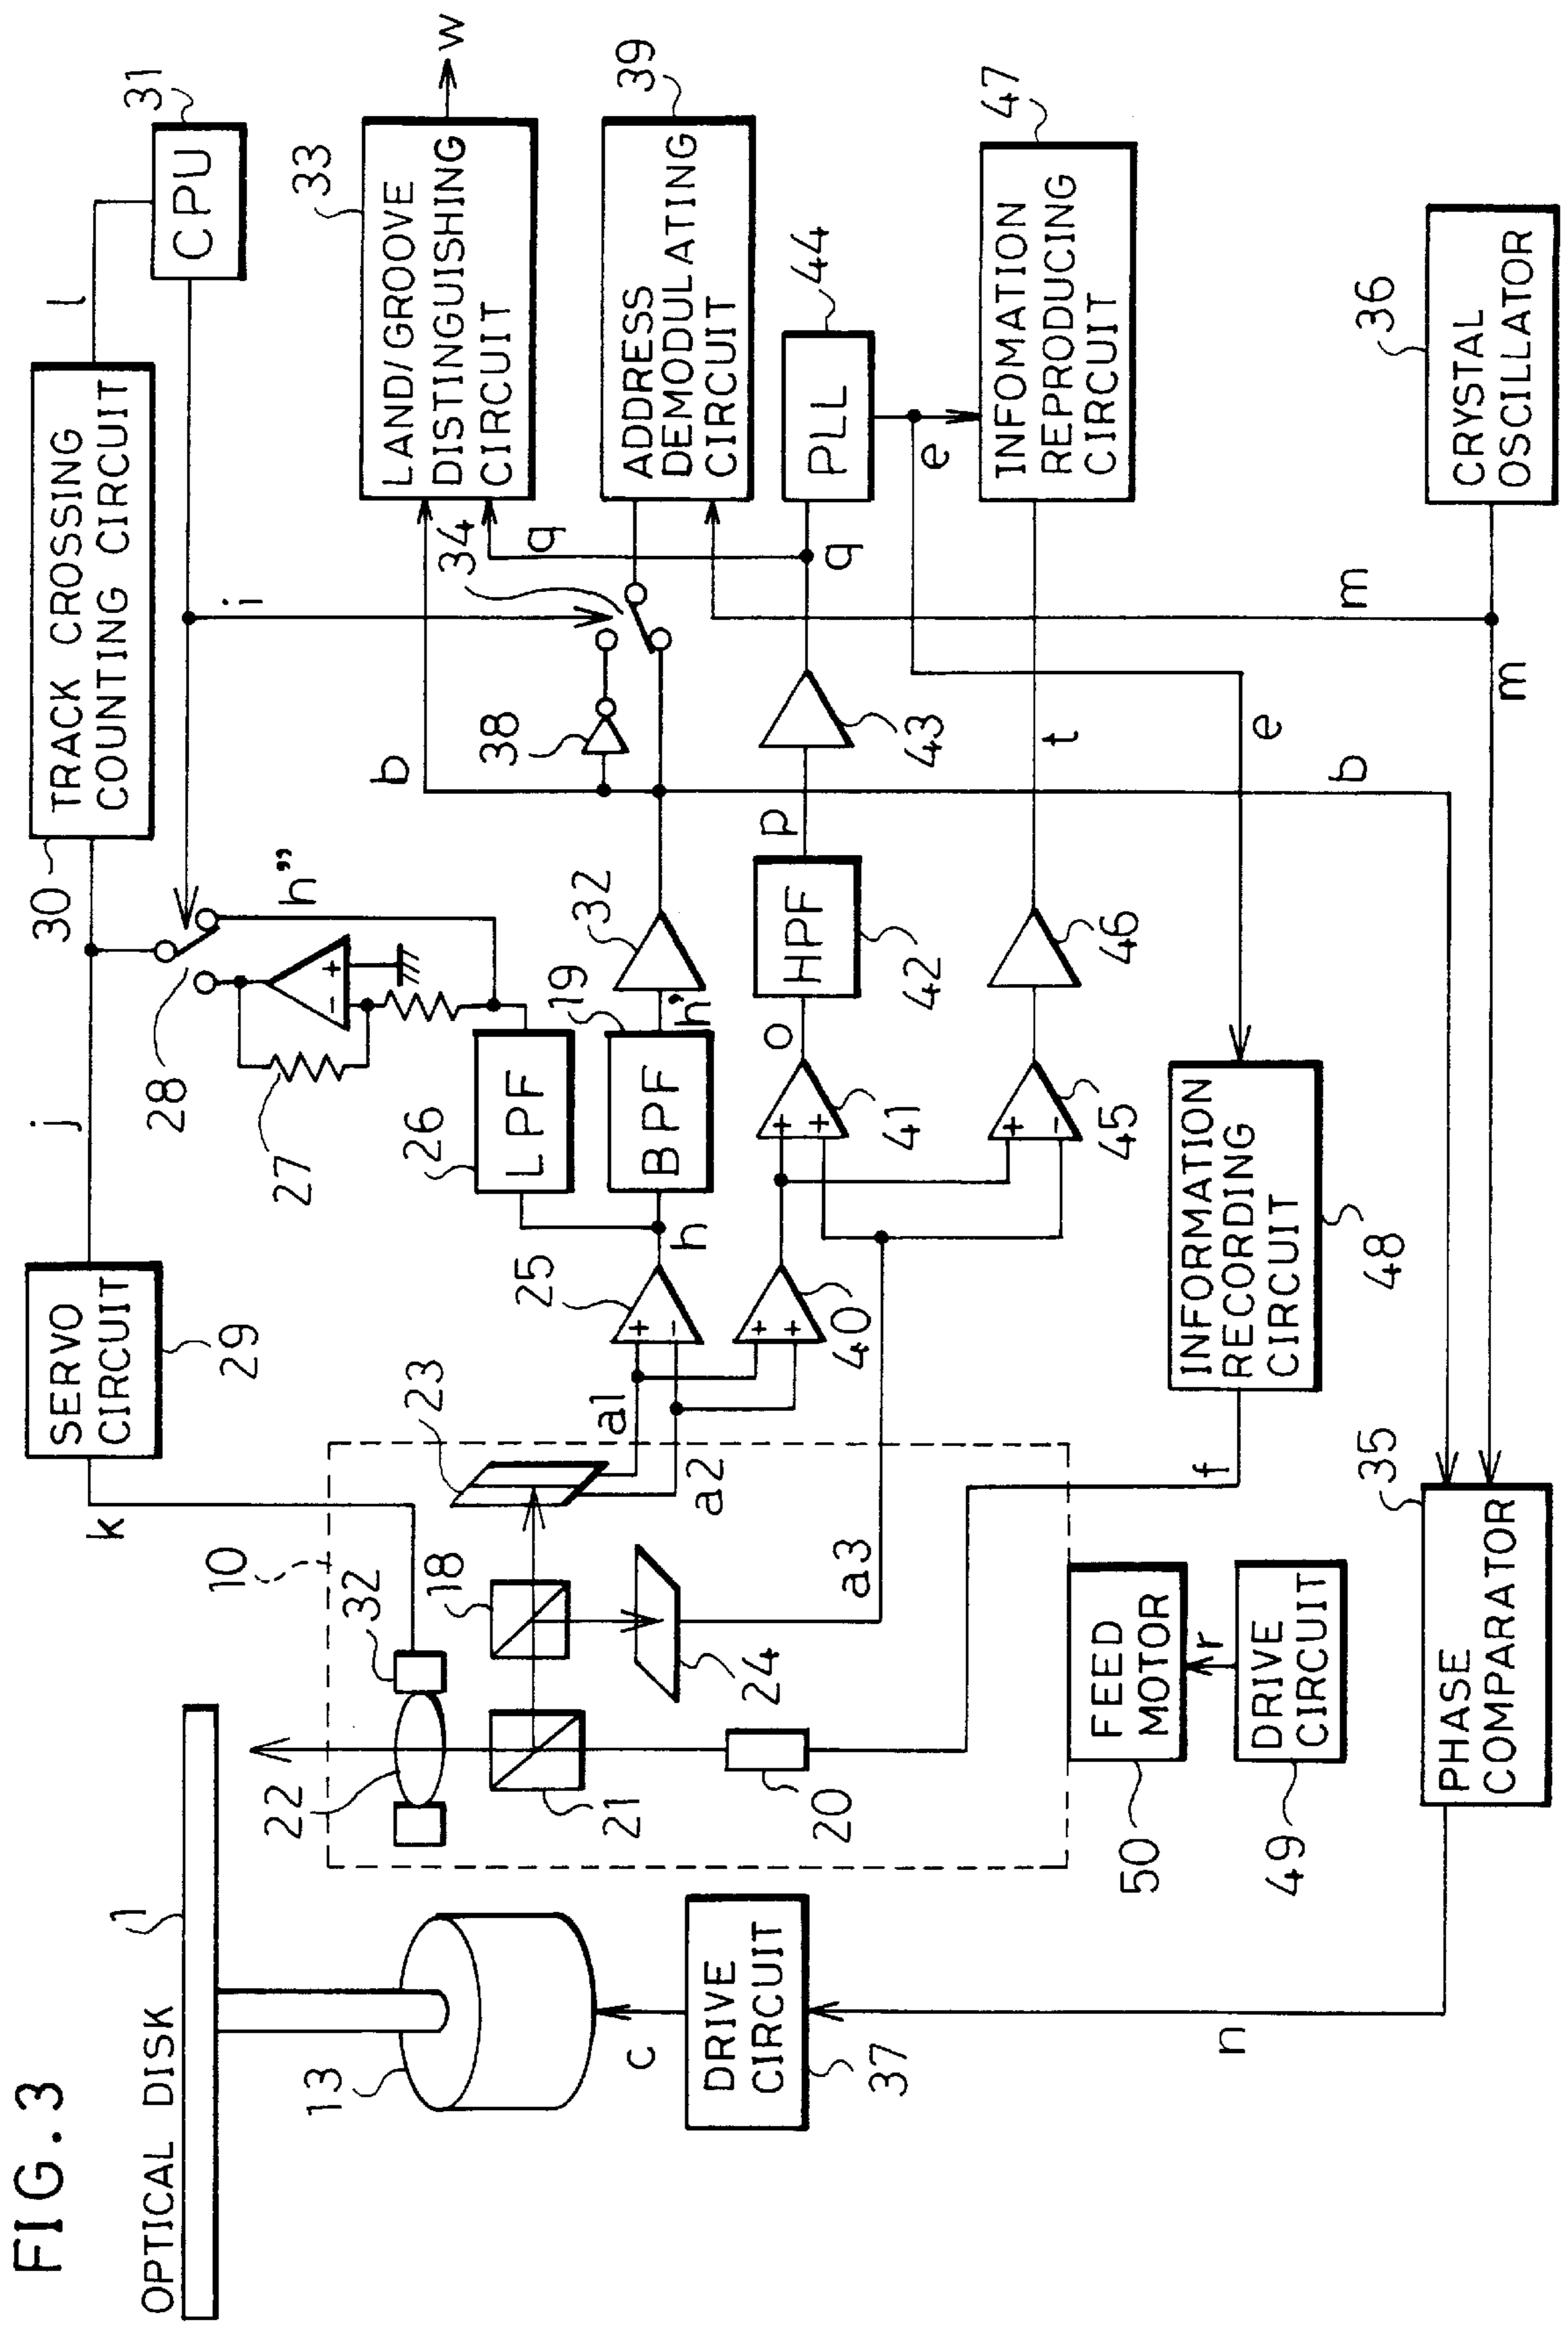 FIG. 3
OPTICAL DISK
1
13
c
DRIVE
CIRCUIT
37
n
k
SERVO
CIRCUIT
29
j
30
TRACK CROSSING
COUNTING CIRCUIT
l
CPU
31
10
22
32
18
23
21
20
24
a1
a2
a3
28
27
h"
26
LPF
BPF
19
h'
h
25
32
i
b
38
34
q
33
LAND/GROOVE
DISTINGUISHING
CIRCUIT
w
39
ADDRESS
DEMODULATING
CIRCUIT
40
41
o
HPF
42
p
43
q
PLL
44
e
45
46
t
INFOMATION
REPRODUCING
CIRCUIT
47
f
INFORMATION
RECORDING
CIRCUIT
48
e
b
m
m
FEED
MOTOR
50
r
DRIVE
CIRCUIT
49
35
PHASE
COMPARATOR
36
CRYSTAL
OSCILLATOR
+
−
+
−
+
+
+
+
+
−